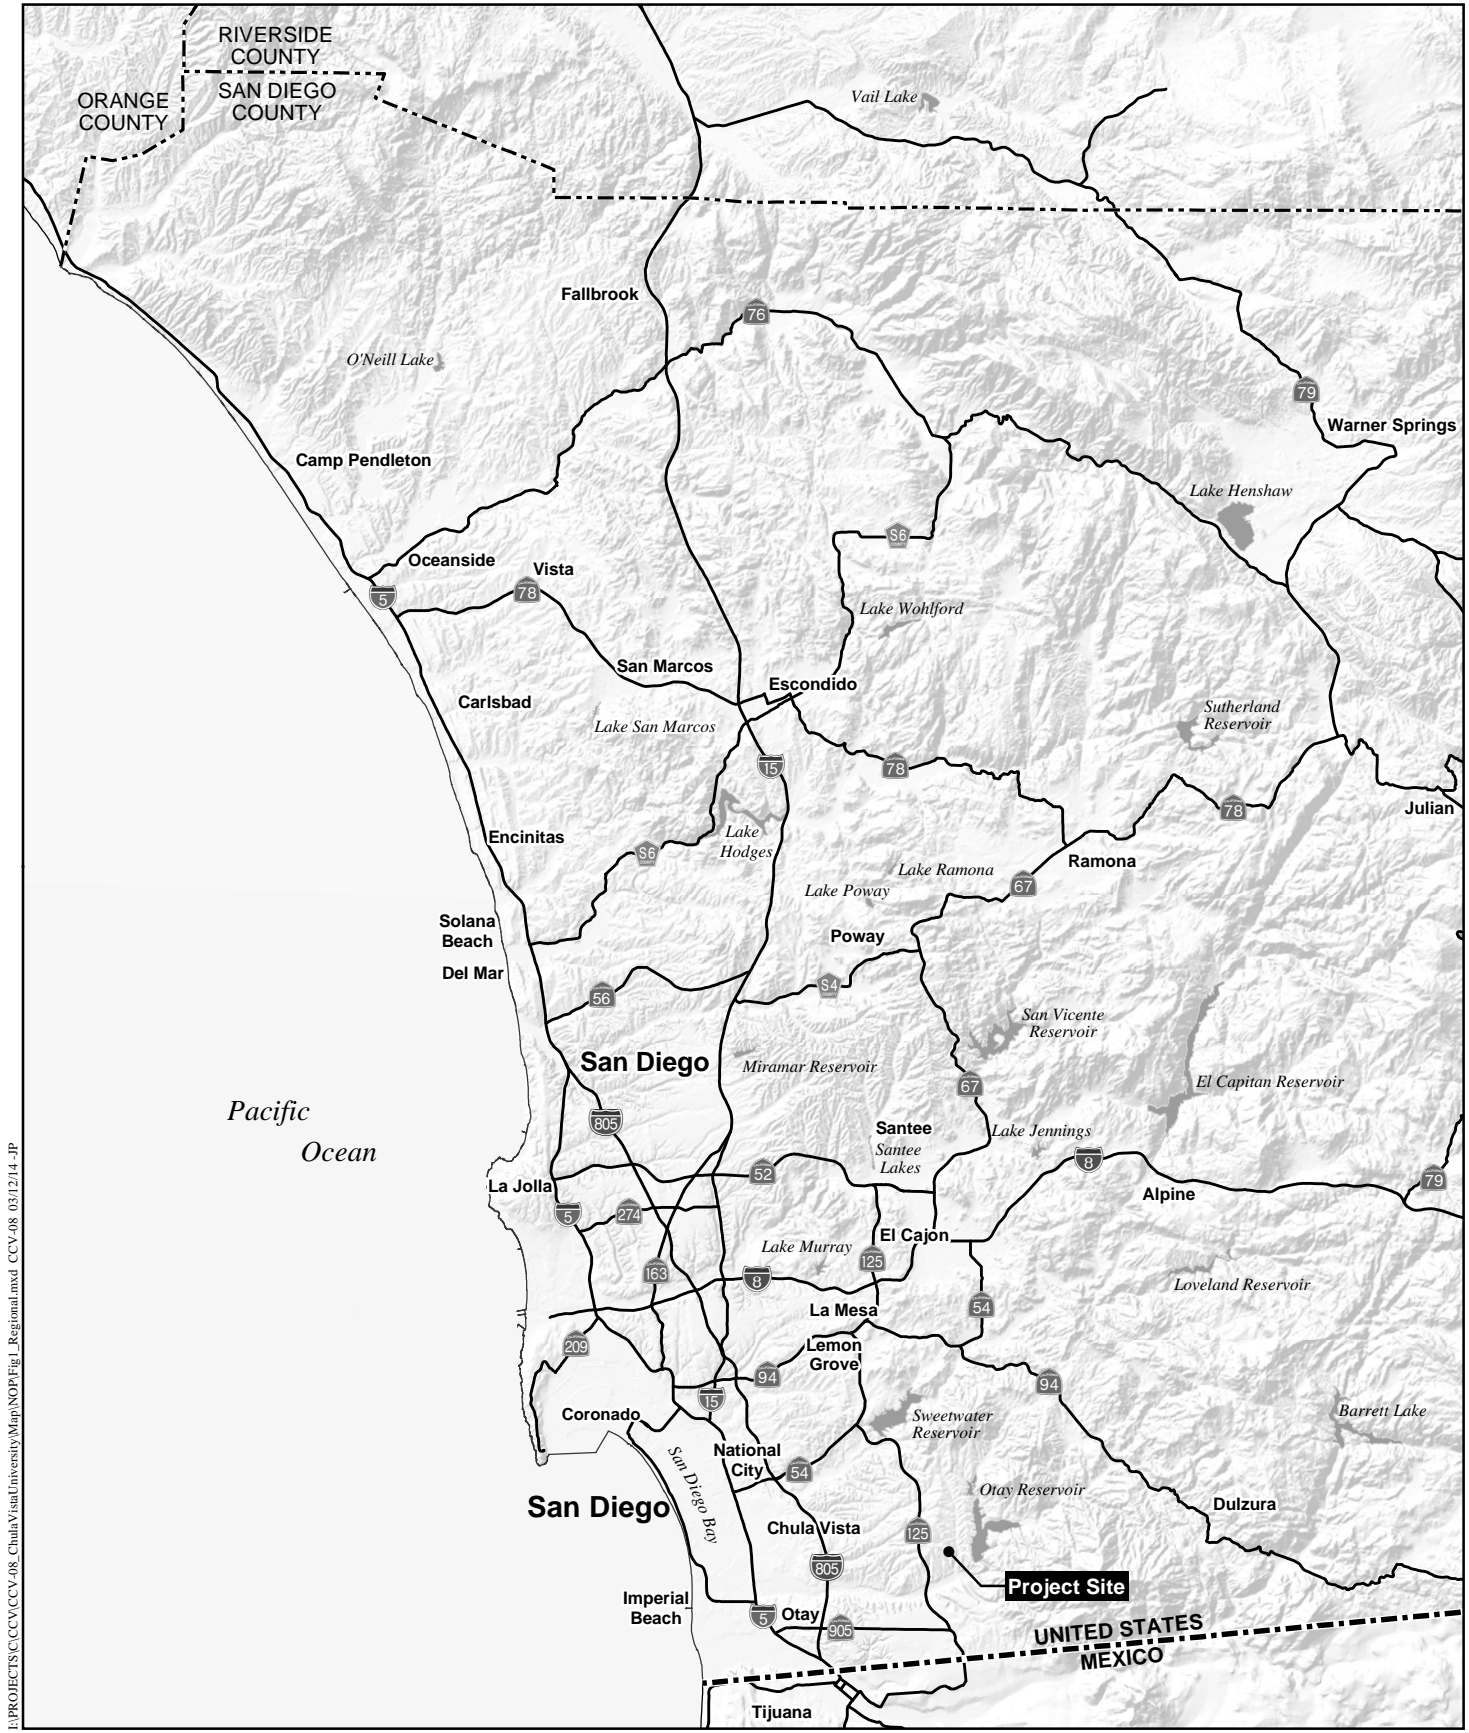 RIVERSIDE
COUNTY
SAN DIEGO
COUNTY
ORANGE
COUNTY
Vail Lake
Fallbrook
76
O'Neill Lake
79
Warner Springs
Camp Pendleton
Lake Henshaw
S6
COUNTY
Oceanside
Vista
5
78
Lake Wohlford
San Marcos
Escondido
Carlsbad
Lake San Marcos
Sutherland
Reservoir
15
78
78
Julian
Encinitas
Lake
Hodges
S6
COUNTY
Ramona
Lake Ramona
67
Lake Poway
Solana
Beach
Poway
Del Mar
S4
COUNTY
56
San Vicente
Reservoir
San Diego
Miramar Reservoir
67
El Capitan Reservoir
Pacific
Ocean
805
Santee
Santee
Lakes
Lake Jennings
8
52
79
La Jolla
Alpine
5
274
El Cajon
Lake Murray
125
163
8
Loveland Reservoir
La Mesa
54
209
Lemon
Grove
94
94
15
Coronado
Sweetwater
Reservoir
Barrett Lake
San Diego Bay
National
City
54
Otay Reservoir
San Diego
Dulzura
Chula Vista
125
805
Project Site
Imperial
Beach
5
Otay
905
UNITED STATES
MEXICO
Tijuana
I:\PROJECTS\C\CCV\CCV-08_ChulaVistaUniversity\Map\NOP\Fig1_Regional.mxd CCV-08 03/12/14 -JP